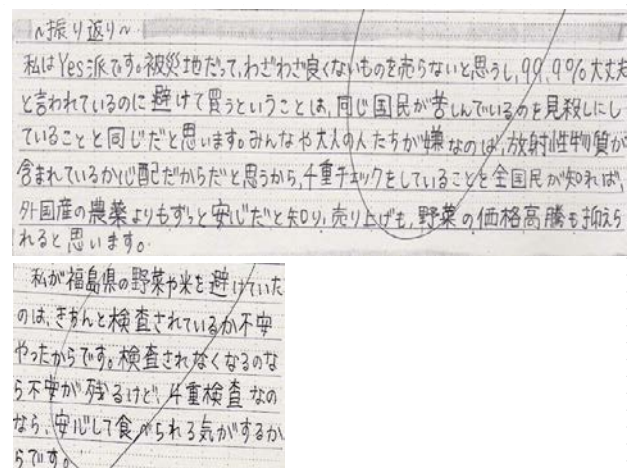 ～振り返り～
私はYes派です。被災地だって、わざわざ良くないものを売らないと思うし、99,9%大丈夫
と言われているのに避けて買うということは、同じ国民が苦しんでいるのを見殺しにし
ていることと同じだと思います。みんなや大人の人たちが嫌なのは、放射性物質が
含まれているか心配だからだと思うから、4重チェックをしていることを全国民が知れば、
外国産の農薬よりもずっと安心だと知り、売り上げも、野菜の価格高騰も抑えら
れると思います。
私が福島県の野菜や米を避けていた
のは、きちんと検査されているか不安
やったからです。検査されなくなるのな
ら不安が残るけど、4重検査なの
なら、安心して食べられる気がするか
らです。